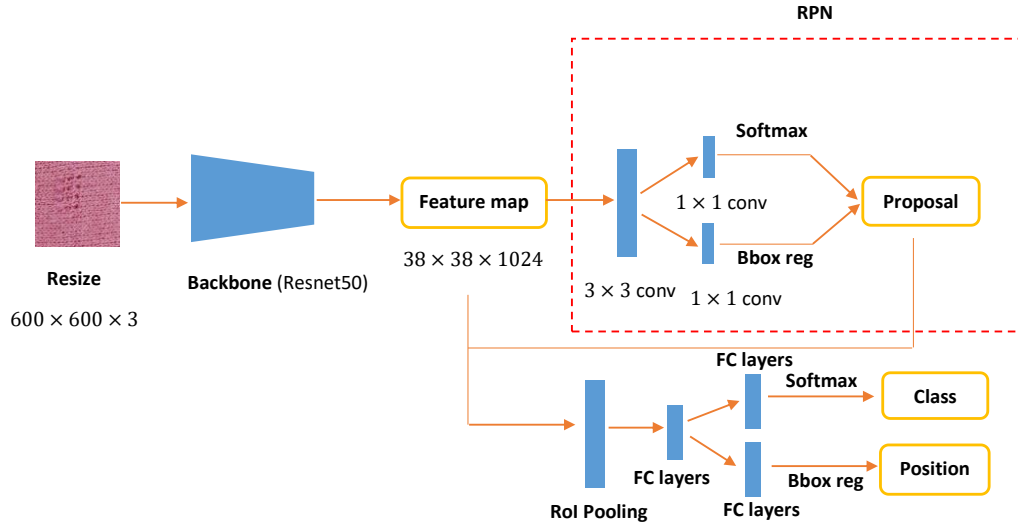 RPN
Softmax
1 × 1 conv
Feature map
Proposal
38 × 38 × 1024
Bbox reg
Resize
Backbone (Resnet50)
3 × 3 conv
1 × 1 conv
600 × 600 × 3
FC layers
Softmax
Class
FC layers
Bbox reg
Position
RoI Pooling
FC layers